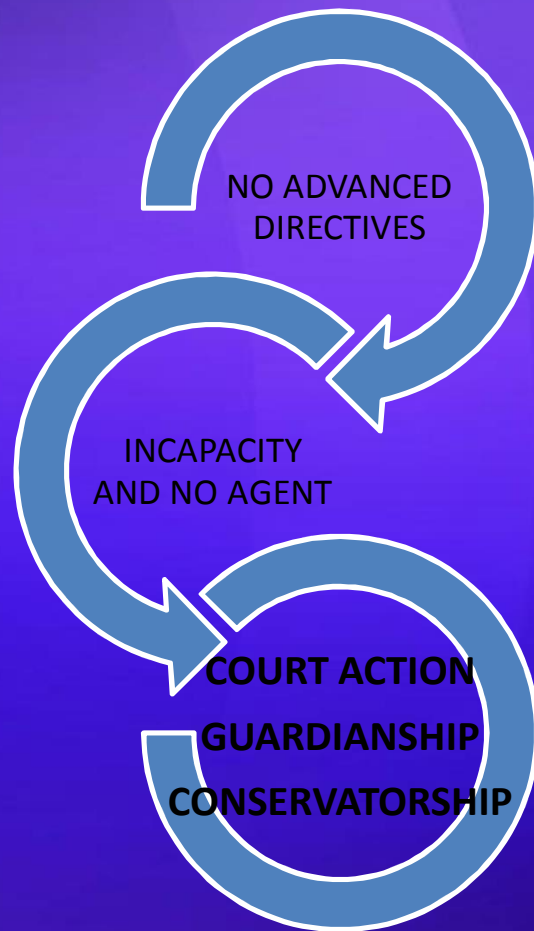 NO ADVANCED
DIRECTIVES
INCAPACITY
AND NO AGENT
COURT ACTION
GUARDIANSHIP
CONSERVATORSHIP